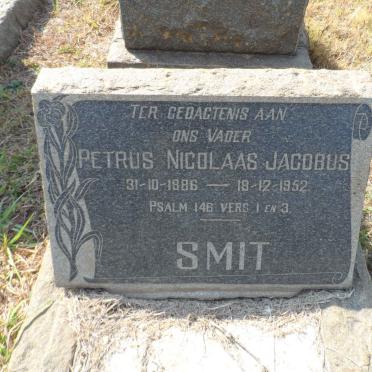 TER GEDAGTENIS AAN
ONS VADER
PETRUS NICOLAAS JACOBUS
31-10-1886 — 19-12-1952
PSALM 146 VERS 1 EN 3.
SMIT